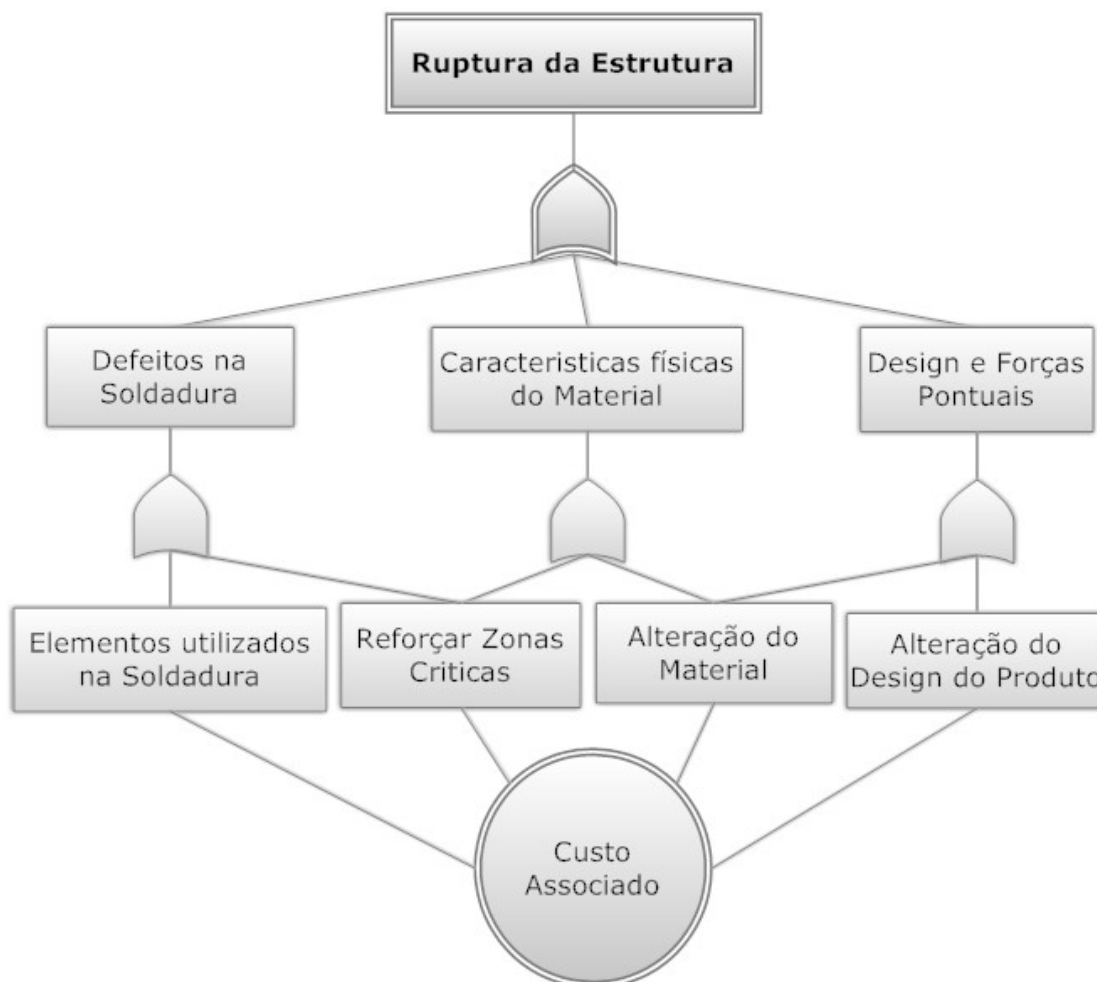 Ruptura da Estrutura
Defeitos na
Soldadura
Caracteristicas físicas
do Material
Design e Forças
Pontuais
Elementos utilizados
na Soldadura
Reforçar Zonas
Criticas
Alteração do
Material
Alteração do
Design do Produto
Custo
Associado